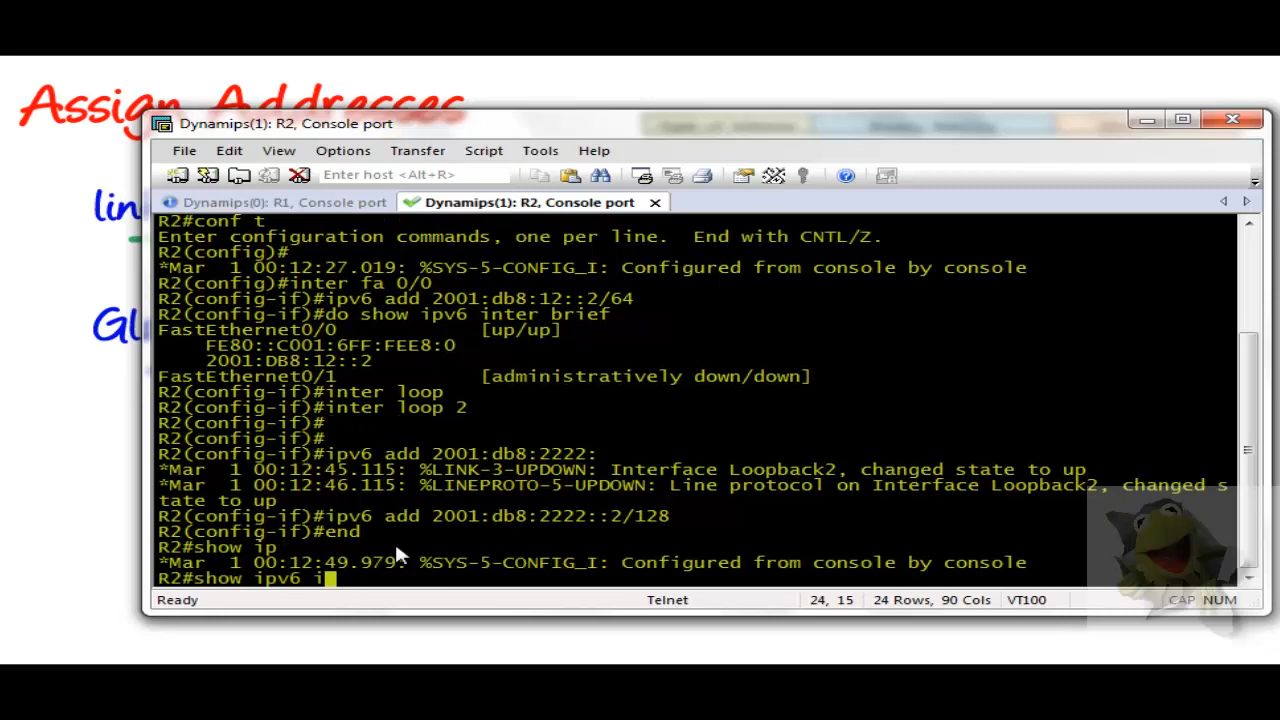 Assign Addresses
Dynamips(1): R2, Console port
File Edit View Options Transfer Script Tools Help
Enter host <Alt+R>
Dynamips(0): R1, Console port
Dynamips(1): R2, Console port
lin
Gl
R2#conf t
Enter configuration commands, one per line.  End with CNTL/Z.
R2(config)#
*Mar  1 00:12:27.019: %SYS-5-CONFIG_I: Configured from console by console
R2(config)#inter fa 0/0
R2(config-if)#ipv6 add 2001:db8:12::2/64
R2(config-if)#do show ipv6 inter brief
FastEthernet0/0            [up/up]
FE80::C001:6FF:FEE8:0
2001:DB8:12::2
FastEthernet0/1            [administratively down/down]
R2(config-if)#inter loop
R2(config-if)#inter loop 2
R2(config-if)#
R2(config-if)#
R2(config-if)#ipv6 add 2001:db8:2222:
*Mar  1 00:12:45.115: %LINK-3-UPDOWN: Interface Loopback2, changed state to up
*Mar  1 00:12:46.115: %LINEPROTO-5-UPDOWN: Line protocol on Interface Loopback2, changed s
tate to up
R2(config-if)#ipv6 add 2001:db8:2222::2/128
R2(config-if)#end
R2#show ip
*Mar  1 00:12:49.979: %SYS-5-CONFIG_I: Configured from console by console
R2#show ipv6 i
Ready Telnet 24, 15 24 Rows, 90 Cols VT100 CAP NUM